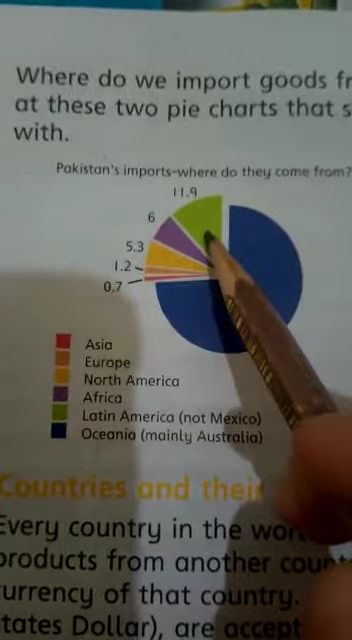 Where do we import goods fr
at these two pie charts that s
with.
Pakistan's imports–where do they come from?
11.9
6
5.3
1.2
0.7
Asia
Europe
North America
Africa
Latin America (not Mexico)
Oceania (mainly Australia)
Countries and their
Every country in the wor
products from another count
urrency of that country.
tates Dollar), are accept